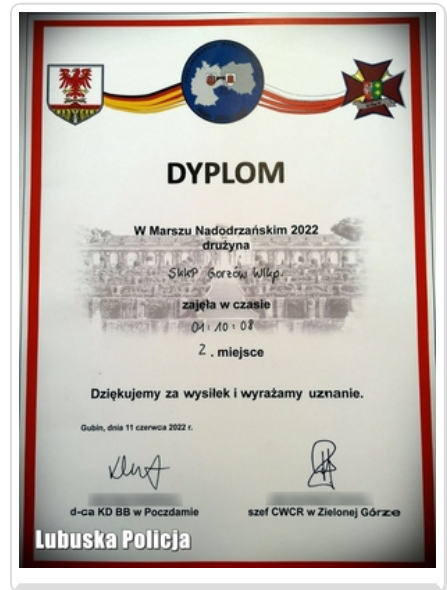 DYPLOM
W Marszu Nadodrzańskim 2022
drużyna
SKKP Gorzów Wlkp.
zajęła w czasie
01:10:08
2. miejsce
Dziękujemy za wysiłek i wyrażamy uznanie.
Gubin, dnia 11 czerwca 2022 r.
d-ca KD BB w Poczdamie
szef CWCR w Zielonej Górze
Lubuska Policja